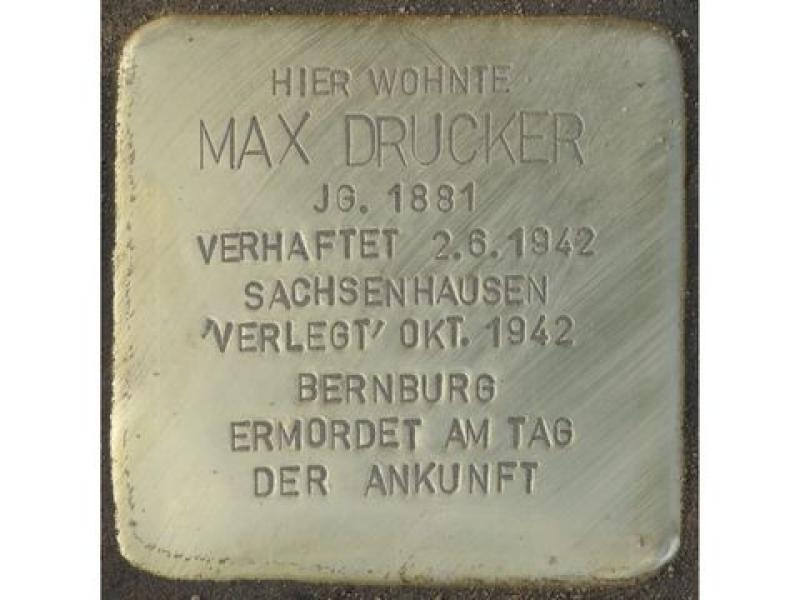 HIER WOHNTE
MAX DRUCKER
JG. 1881
VERHAFTET 2.6.1942
SACHSENHAUSEN
'VERLEGT' OKT. 1942
BERNBURG
ERMORDET AM TAG
DER ANKUNFT